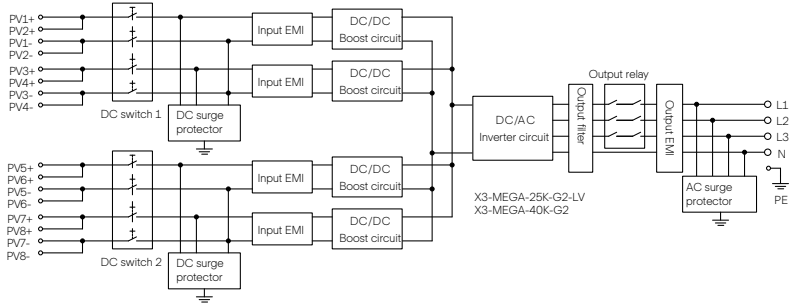 PV1+
PV2+
PV1-
PV2-
PV3+
PV4+
PV3-
PV4-
DC switch 1
DC surge
protector
Input EMI
DC/DC
Boost circuit
Input EMI
DC/DC
Boost circuit
PV5+
PV6+
PV5-
PV6-
PV7+
PV8+
PV7-
PV8-
DC switch 2
DC surge
protector
Input EMI
DC/DC
Boost circuit
Input EMI
DC/DC
Boost circuit
DC/AC
Inverter circuit
X3-MEGA-25K-G2-LV
X3-MEGA-40K-G2
Output filter
Output relay
Output EMI
L1
L2
L3
N
PE
AC surge
protector